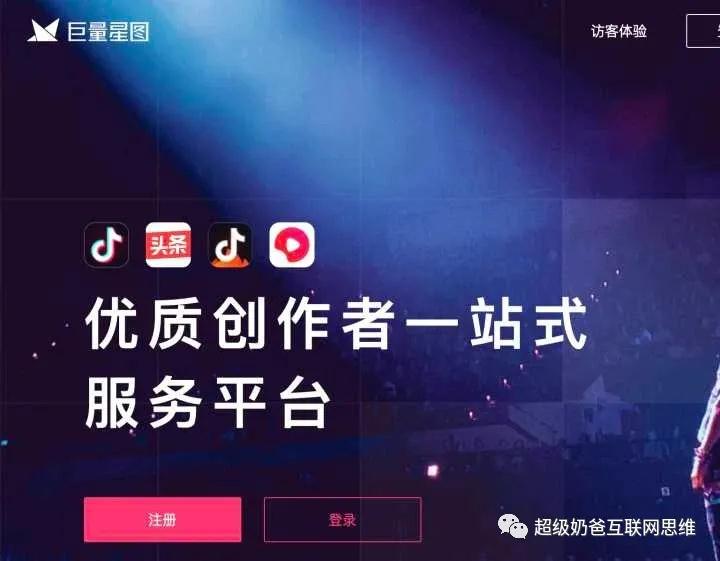 巨量星图
访客体验
头条
优质创作者一站式
服务平台
注册
登录
超级奶爸互联网思维